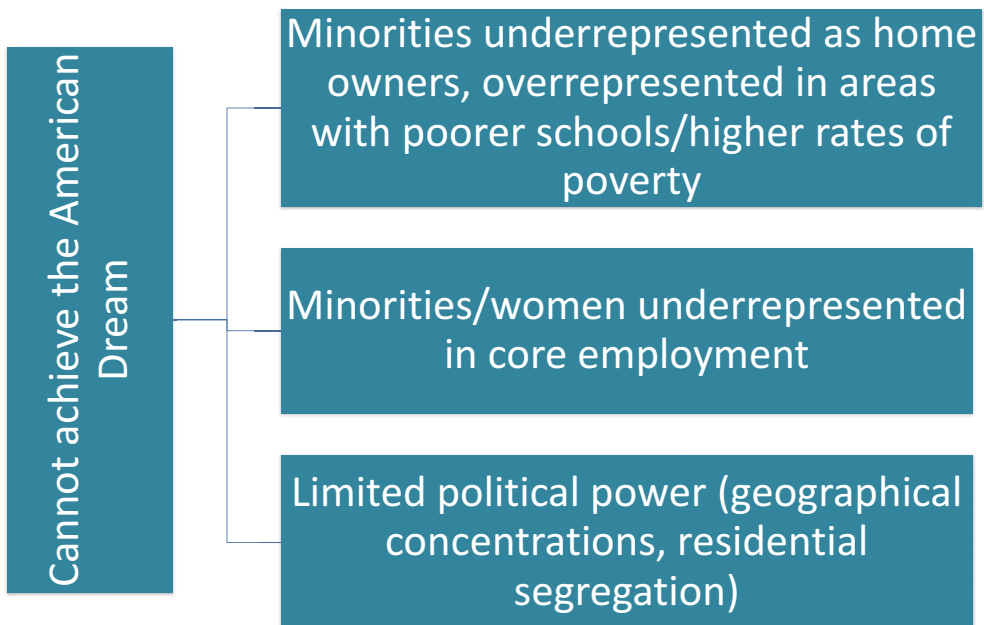 Cannot achieve the American
Dream
Minorities underrepresented as home
owners, overrepresented in areas
with poorer schools/higher rates of
poverty
Minorities/women underrepresented
in core employment
Limited political power (geographical
concentrations, residential
segregation)